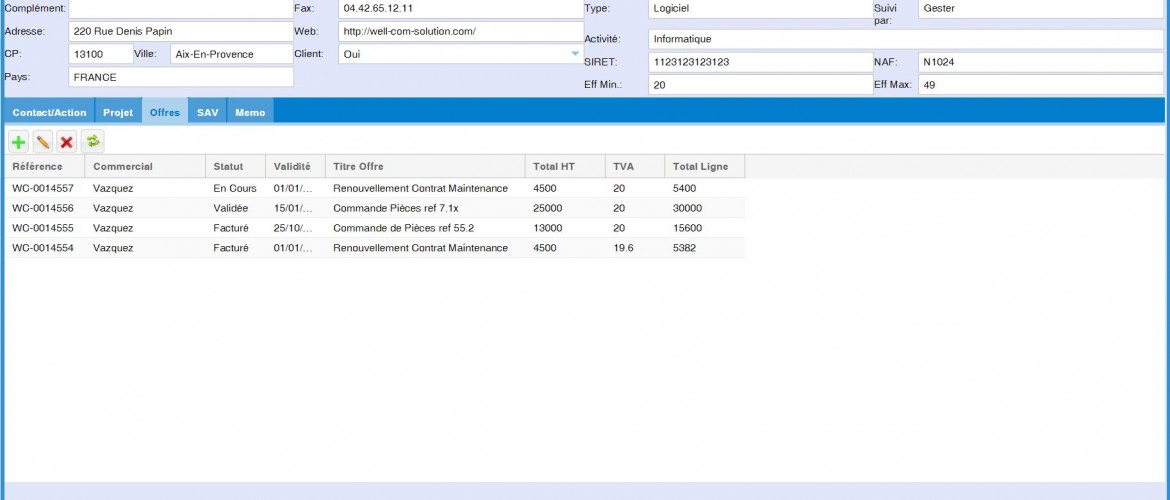 Complément: Fax: 04.42.65.12.11 Type: Logiciel Suivi par: Gester
Adresse: 220 Rue Denis Papin Web: http://well-com-solution.com/ Activité: Informatique
CP: 13100 Ville: Aix-En-Provence Client: Oui SIRET: 1123123123123 NAF: N1024
Pays: FRANCE Eff Min.: 20 Eff Max: 49
Contact/Action Projet Offres SAV Memo
Référence Commercial Statut Validité Titre Offre Total HT TVA Total Ligne
WC-0014557 Vazquez En Cours 01/01/... Renouvellement Contrat Maintenance 4500 20 5400
WC-0014556 Vazquez Validée 15/01/... Commande Pièces ref 7.1x 25000 20 30000
WC-0014555 Vazquez Facturé 25/10/... Commande de Pièces ref 55.2 13000 20 15600
WC-0014554 Vazquez Facturé 01/01/... Renouvellement Contrat Maintenance 4500 19.6 5382